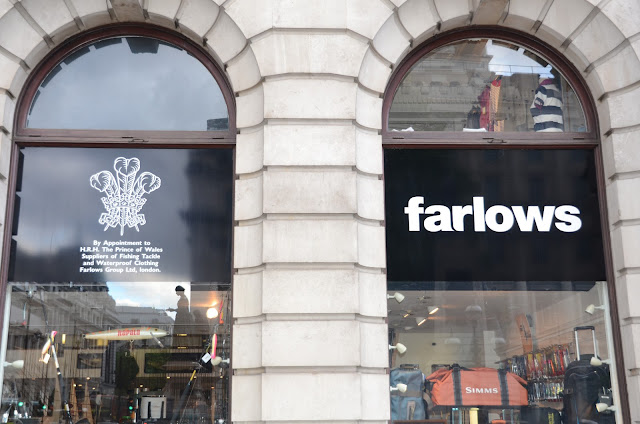 By Appointment to
H.R.H. The Prince of Wales
Suppliers of Fishing Tackle
and Waterproof Clothing
Farlows Group Ltd, london.
farlows
RAPALA
SIMMS